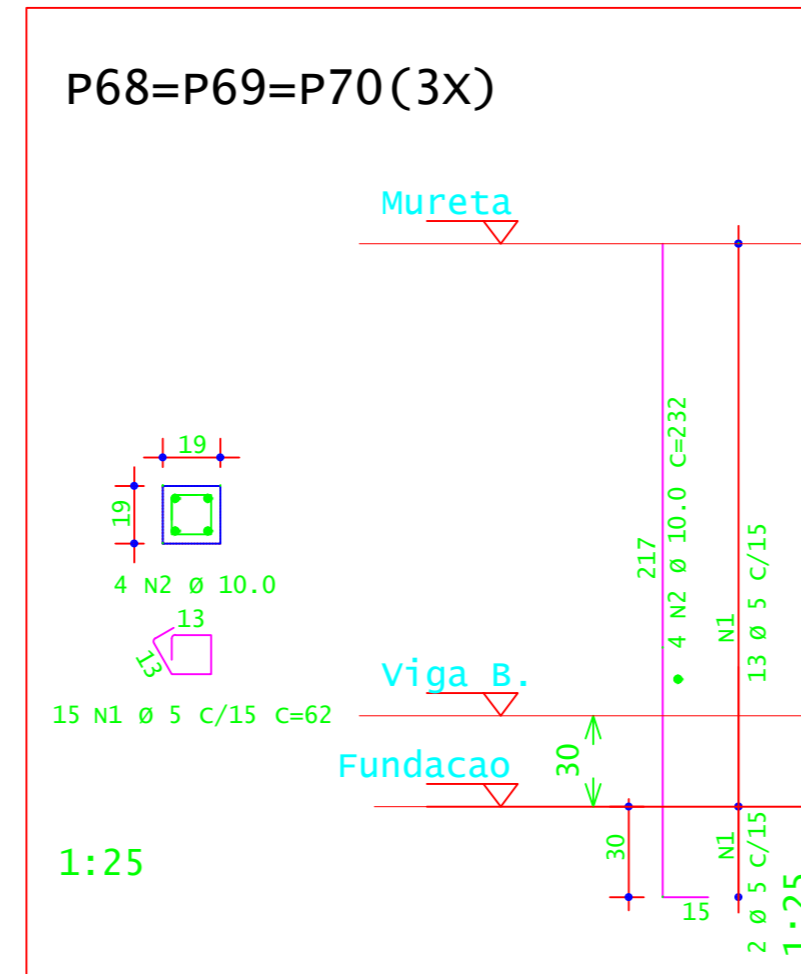 P68=P69=P70(3X)
Mureta
19
19
4 N2 Ø 10.0
13
13
15 N1 Ø 5 C/15 C=62
217
4 N2 Ø 10.0 C=232
N1
13 Ø 5 C/15
Viga B.
30
Fundacao
30
15
N1
2 Ø 5 C/15
1:25
1:25